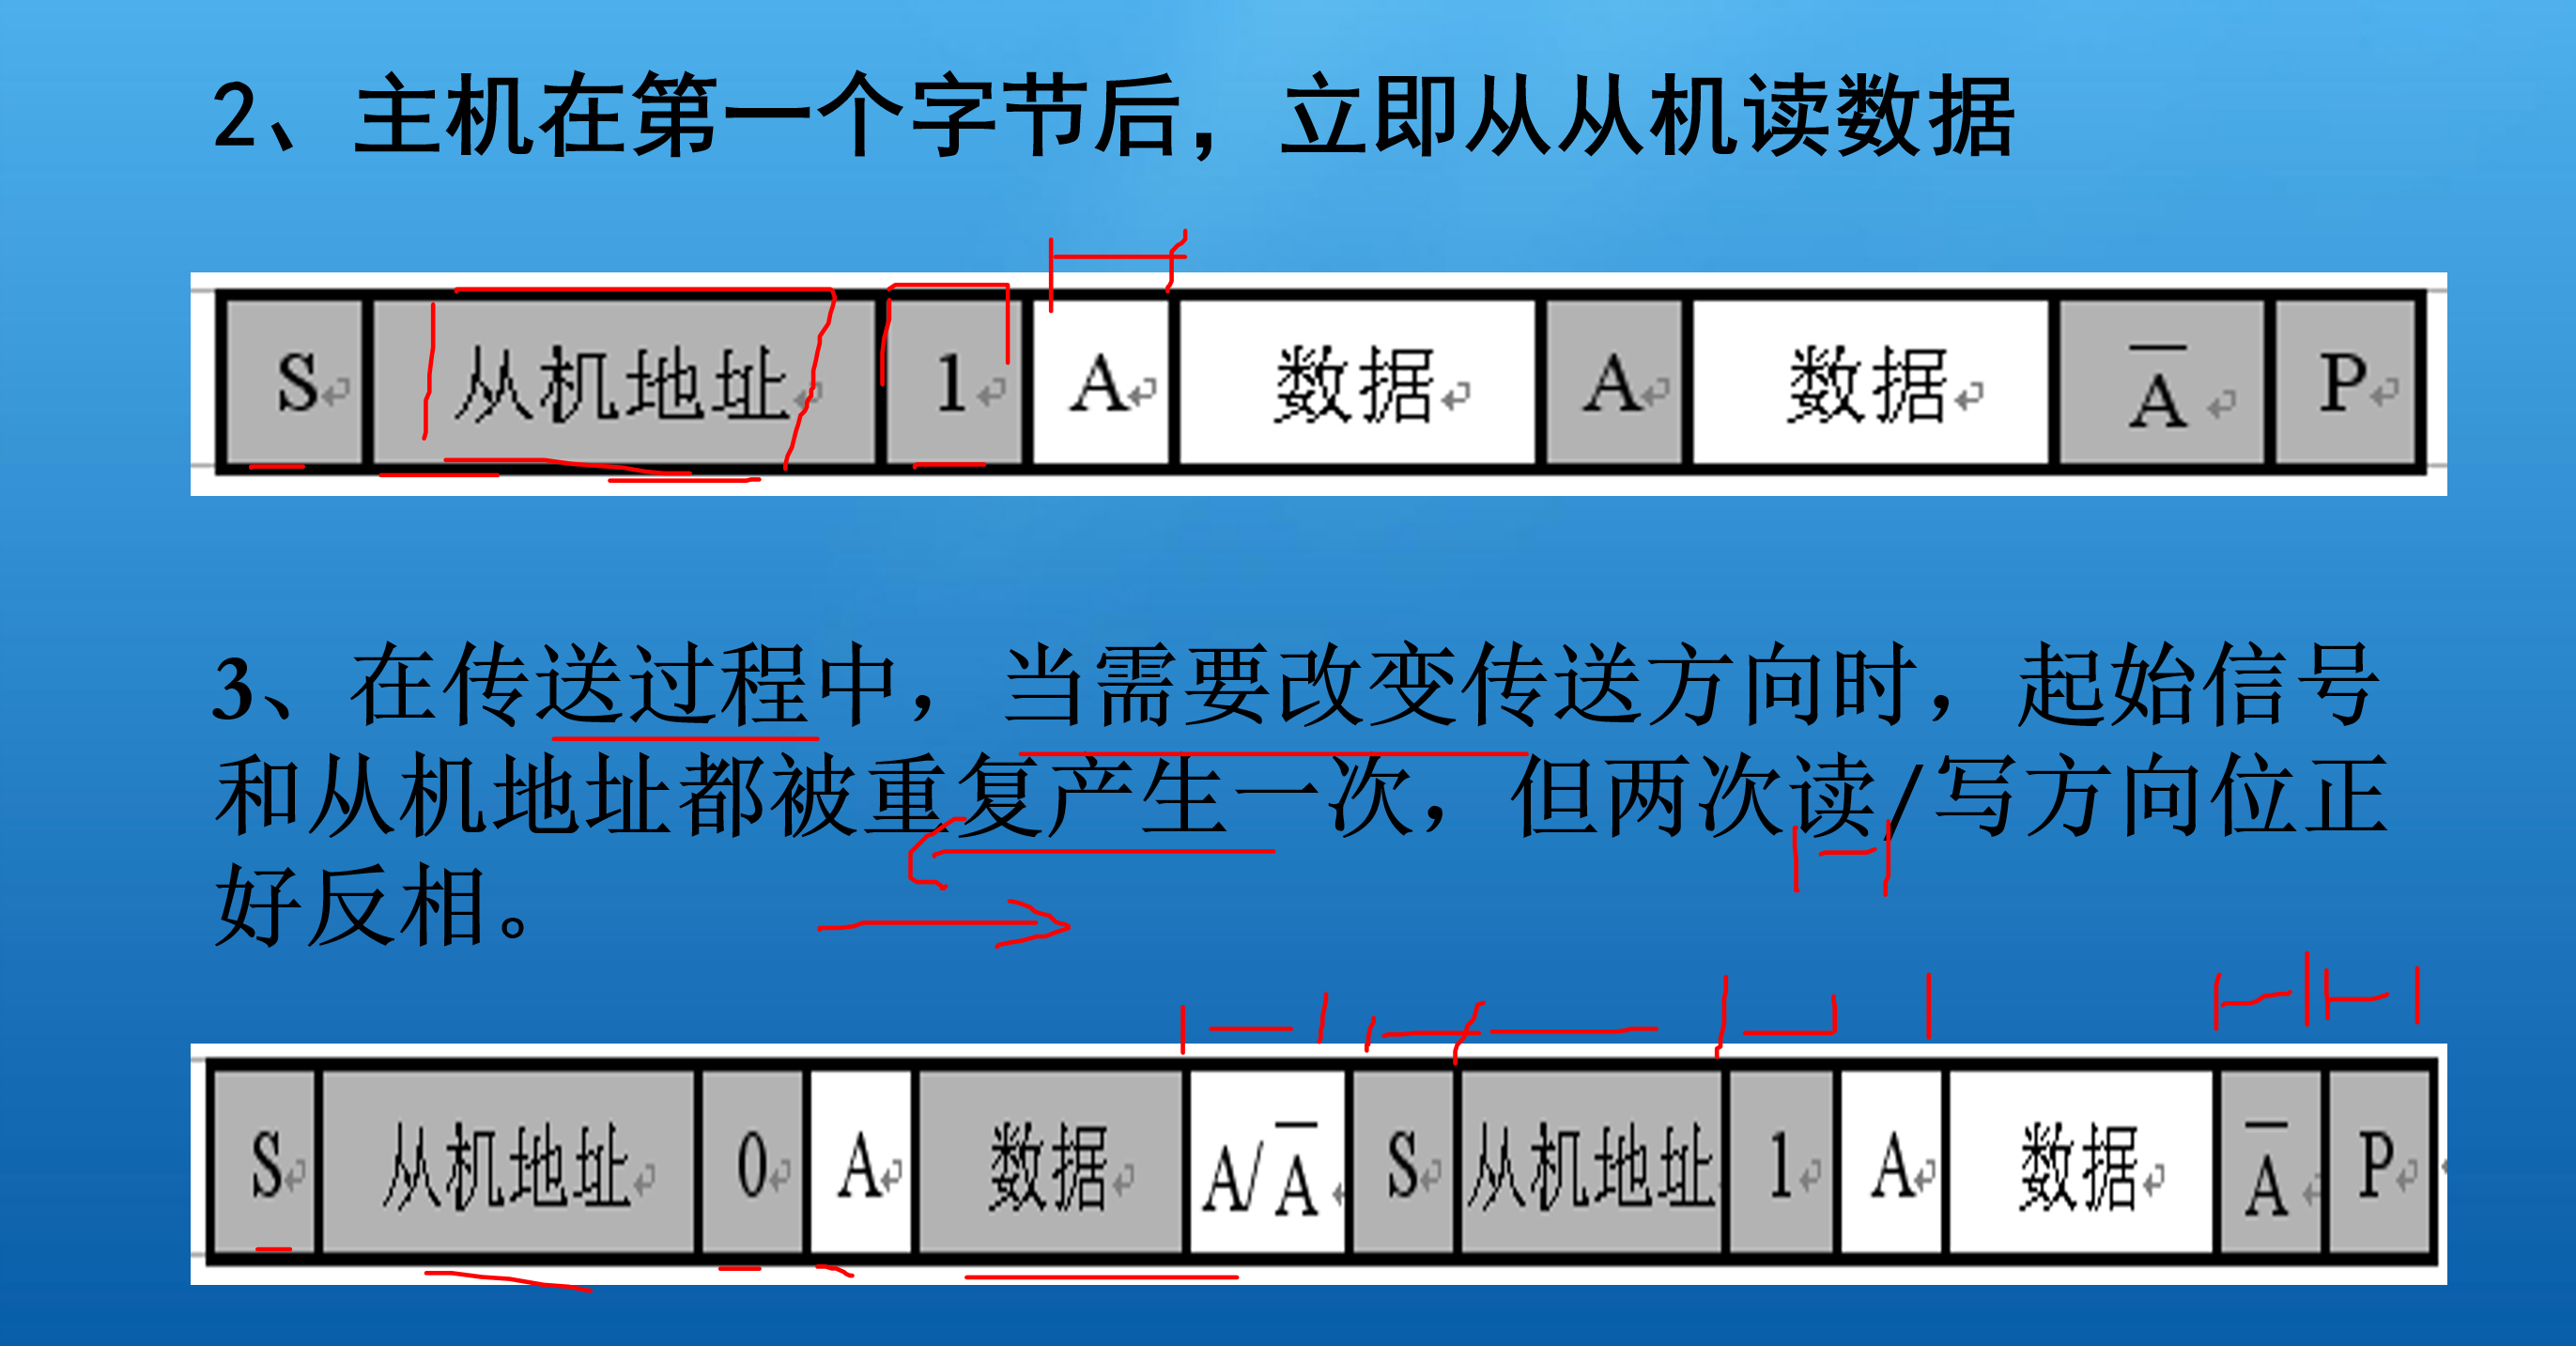 2、主机在第一个字节后，立即从从机读数据
S 从机地址 1 A 数据 A 数据 A̅ P
3、在传送过程中，当需要改变传送方向时，起始信号
和从机地址都被重复产生一次，但两次读/写方向位正
好反相。
S 从机地址 0 A 数据 A/A̅ S 从机地址 1 A 数据 A̅ P